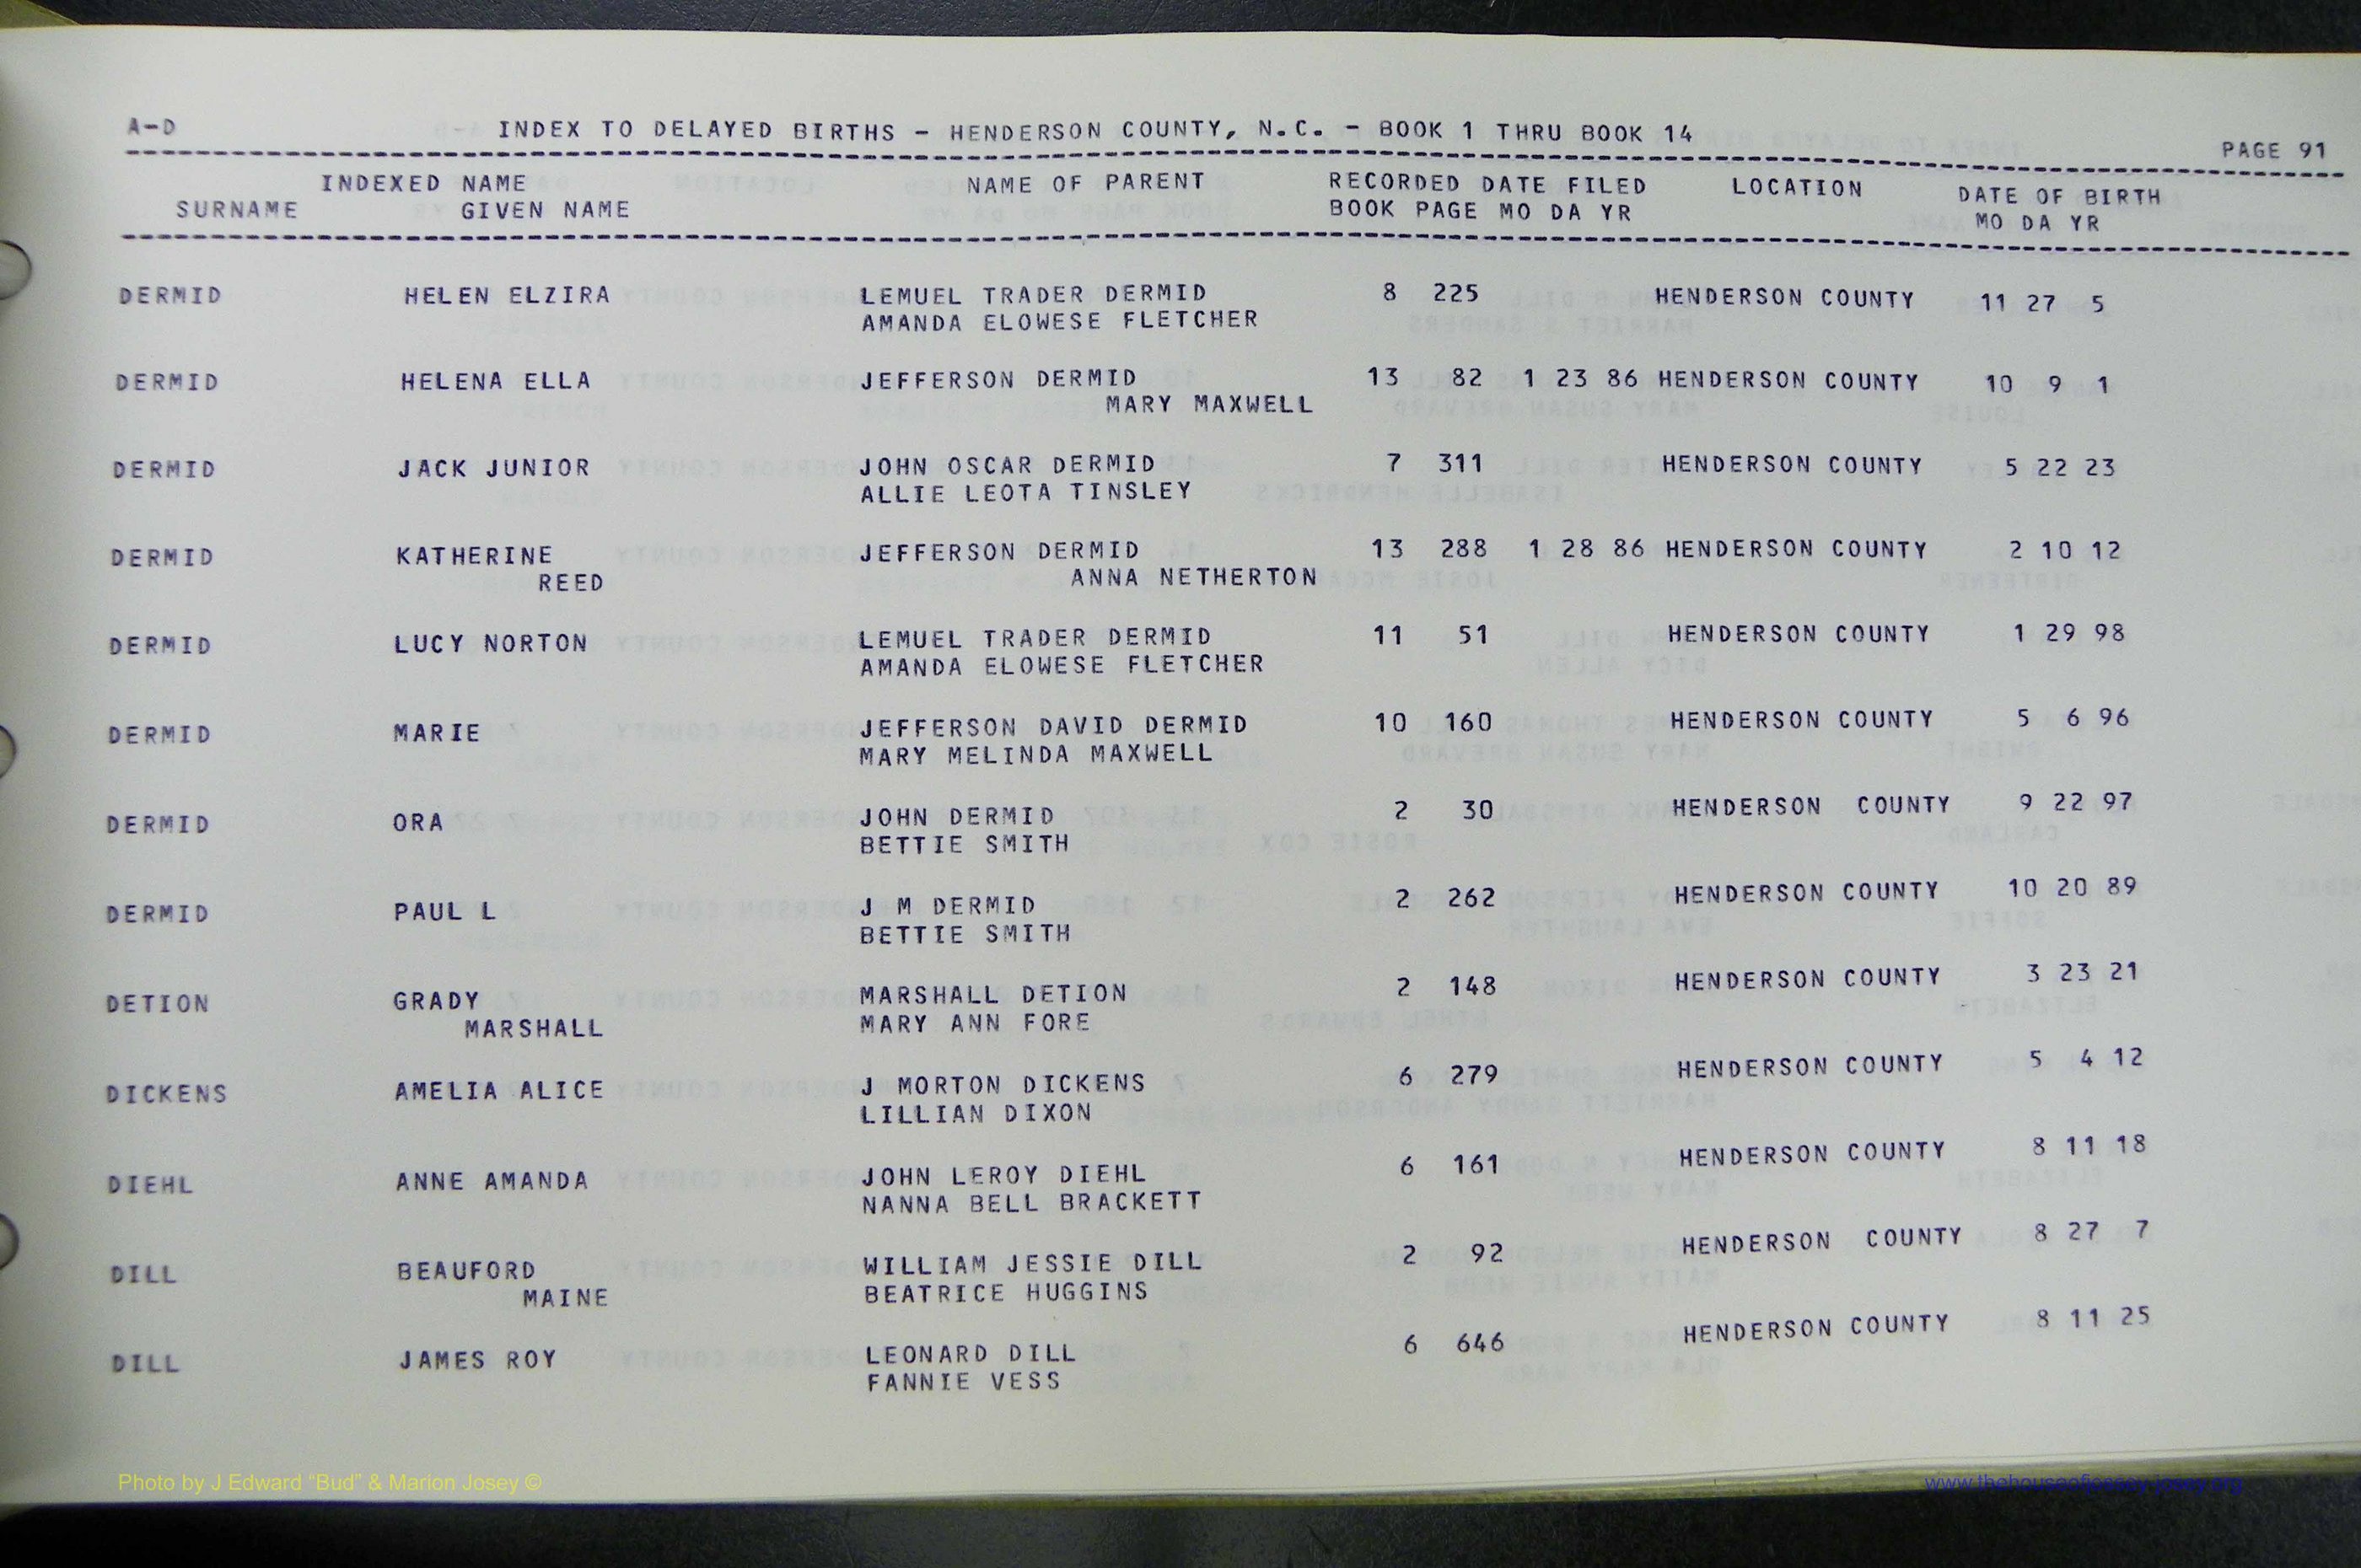 A-D INDEX TO DELAYED BIRTHS - HENDERSON COUNTY, N.C. - BOOK 1 THRU BOOK 14 PAGE 91
INDEXED NAME NAME OF PARENT RECORDED DATE FILED LOCATION DATE OF BIRTH
SURNAME GIVEN NAME BOOK PAGE MO DA YR MO DA YR
DERMID HELEN ELZIRA LEMUEL TRADER DERMID 8 225 HENDERSON COUNTY 11 27 5
AMANDA ELOWESE FLETCHER
DERMID HELENA ELLA JEFFERSON DERMID 13 82 1 23 86 HENDERSON COUNTY 10 9 1
MARY MAXWELL
DERMID JACK JUNIOR JOHN OSCAR DERMID 7 311 HENDERSON COUNTY 5 22 23
ALLIE LEOTA TINSLEY
DERMID KATHERINE JEFFERSON DERMID 13 288 1 28 86 HENDERSON COUNTY 2 10 12
REED ANNA NETHERTON
DERMID LUCY NORTON LEMUEL TRADER DERMID 11 51 HENDERSON COUNTY 1 29 98
AMANDA ELOWESE FLETCHER
DERMID MARIE JEFFERSON DAVID DERMID 10 160 HENDERSON COUNTY 5 6 96
MARY MELINDA MAXWELL
DERMID ORA JOHN DERMID 2 30 HENDERSON COUNTY 9 22 97
BETTIE SMITH
DERMID PAUL L J M DERMID 2 262 HENDERSON COUNTY 10 20 89
BETTIE SMITH
DETION GRADY MARSHALL DETION 2 148 HENDERSON COUNTY 3 23 21
MARSHALL MARY ANN FORE
DICKENS AMELIA ALICE J MORTON DICKENS 6 279 HENDERSON COUNTY 5 4 12
LILLIAN DIXON
DIEHL ANNE AMANDA JOHN LEROY DIEHL 6 161 HENDERSON COUNTY 8 11 18
NANNA BELL BRACKETT
DILL BEAUFORD WILLIAM JESSIE DILL 2 92 HENDERSON COUNTY 8 27 7
MAINE BEATRICE HUGGINS
DILL JAMES ROY LEONARD DILL 6 646 HENDERSON COUNTY 8 11 25
FANNIE VESS
Photo by J Edward “Bud” & Marion Josey ©